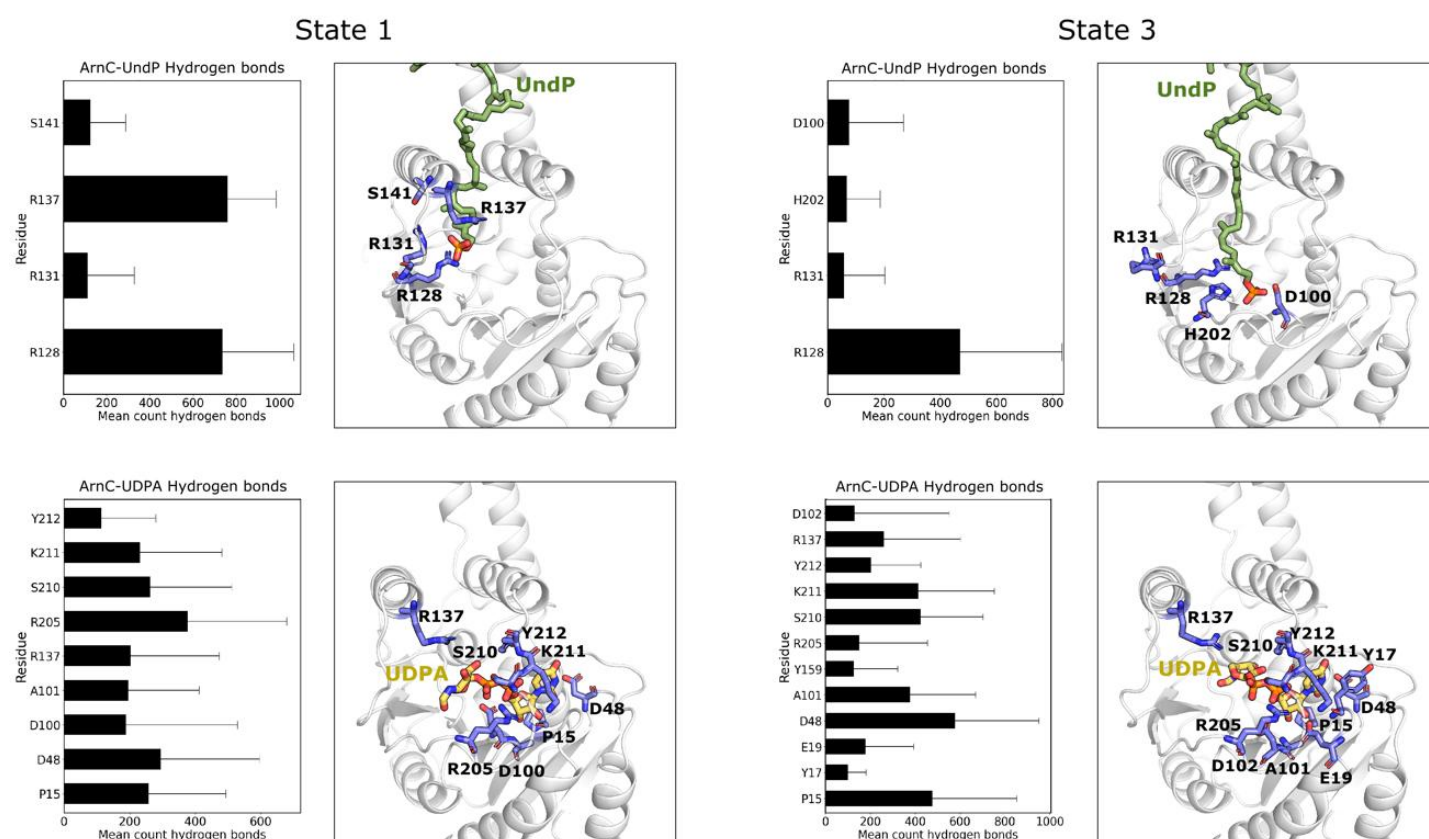 State 1
State 3
ArnC-UndP Hydrogen bonds
S141
R137
R131
R128
Residue
0 200 400 600 800 1000
Mean count hydrogen bonds
UndP
S141
R137
R131
R128
ArnC-UndP Hydrogen bonds
D100
H202
R131
R128
Residue
0 200 400 600 800
Mean count hydrogen bonds
UndP
R131
R128
D100
H202
ArnC-UDPA Hydrogen bonds
Y212
K211
S210
R205
R137
A101
D100
D48
P15
Residue
0 200 400 600
Mean count hydrogen bonds
R137
Y212
S210
K211
UDPA
D48
P15
R205 D100
ArnC-UDPA Hydrogen bonds
D102
R137
Y212
K211
S210
R205
Y159
A101
D48
E19
Y17
P15
Residue
0 200 400 600 800 1000
Mean count hydrogen bonds
R137
Y212
S210
K211
Y17
UDPA
D48
P15
R205
D102
A101
E19